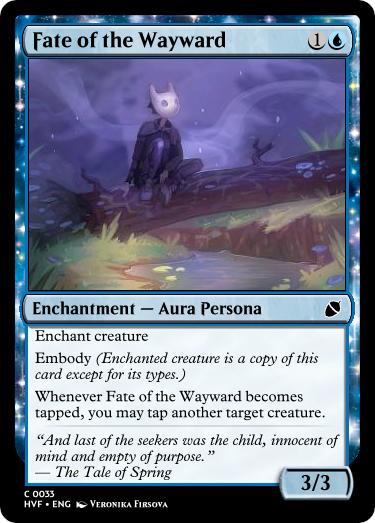 Fate of the Wayward 1
Enchantment — Aura Persona
Enchant creature
Embody (Enchanted creature is a copy of this
card except for its types.)
Whenever Fate of the Wayward becomes
tapped, you may tap another target creature.
“And last of the seekers was the child, innocent of
mind and empty of purpose.”
— The Tale of Spring
3/3
C 0033
HVF • ENG Veronika Firsova